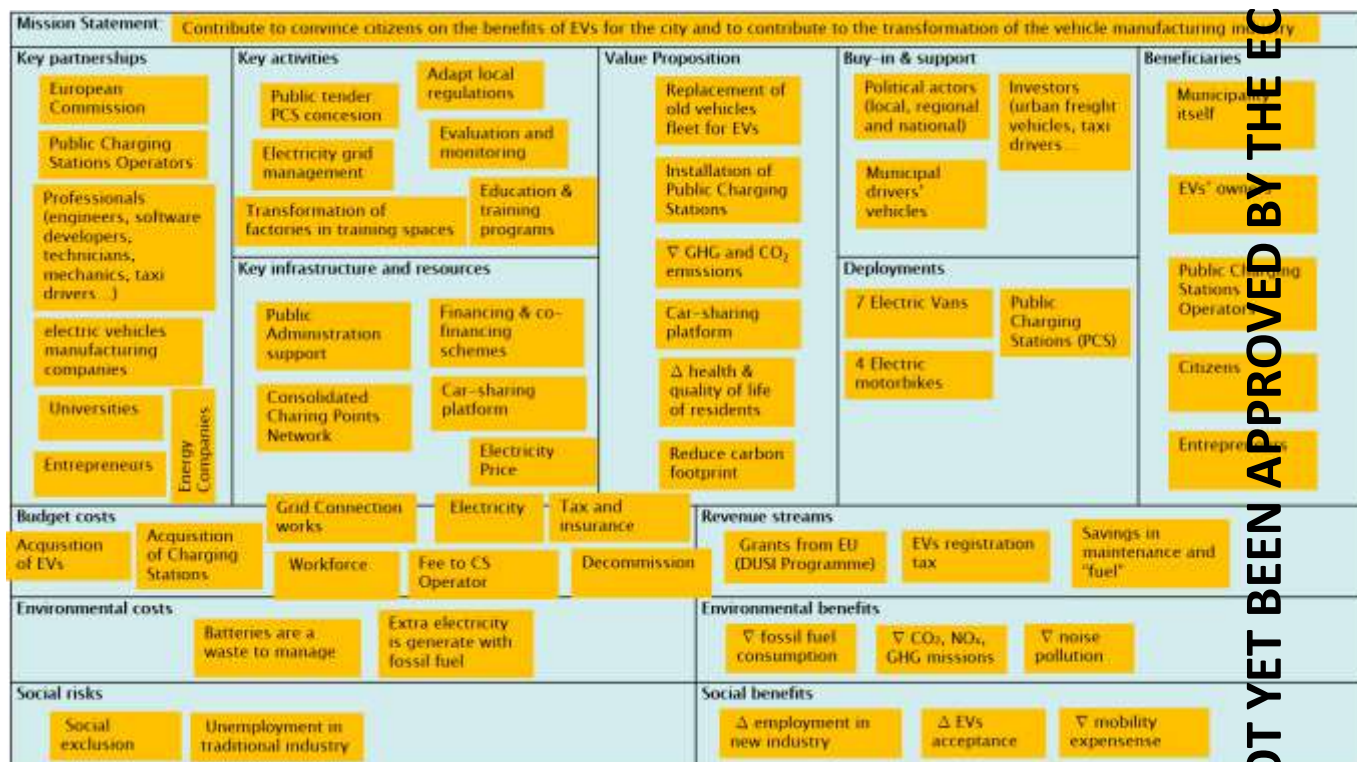 Mission Statement
Contribute to convince citizens on the benefits of EVs for the city and to contribute to the transformation of the vehicle manufacturing industry
Key partnerships
European
Commission
Public Charging
Stations Operators
Professionals
(engineers, software
developers,
technicians,
mechanics, taxi
drivers...)
electric vehicles
manufacturing
companies
Universities
Entrepreneurs
Energy
Companies
Key activities
Public tender
PCS concesion
Adapt local
regulations
Electricity grid
management
Evaluation and
monitoring
Transformation of
factories in training spaces
Education &
training
programs
Key infrastructure and resources
Public
Administration
support
Financing & co-
financing
schemes
Consolidated
Charing Points
Network
Car-sharing
platform
Electricity
Price
Value Proposition
Replacement of
old vehicles
fleet for EVs
Installation of
Public Charging
Stations
∇ GHG and CO₂
emissions
Car-sharing
platform
Δ health &
quality of life
of residents
Reduce carbon
footprint
Buy-in & support
Political actors
(local, regional
and national)
Investors
(urban freight
vehicles, taxi
drivers...
Municipal
drivers'
vehicles
Deployments
7 Electric Vans
Public
Charging
Stations (PCS)
4 Electric
motorbikes
Beneficiaries
Municipality
itself
EVs' owners
Public Charging
Stations
Operators
Citizens
Entrepreneurs
Budget costs
Acquisition
of EVs
Acquisition
of Charging
Stations
Grid Connection
works
Electricity
Tax and
insurance
Workforce
Fee to CS
Operator
Decommission
Revenue streams
Grants from EU
(DUSI Programme)
EVs registration
tax
Savings in
maintenance and
"fuel"
Environmental costs
Batteries are a
waste to manage
Extra electricity
is generate with
fossil fuel
Environmental benefits
∇ fossil fuel
consumption
∇ CO₂, NOₓ,
GHG missions
∇ noise
pollution
Social risks
Social
exclusion
Unemployment in
traditional industry
Social benefits
Δ employment in
new industry
Δ EVs
acceptance
∇ mobility
expensense
YET BEEN APPROVED BY THE EC